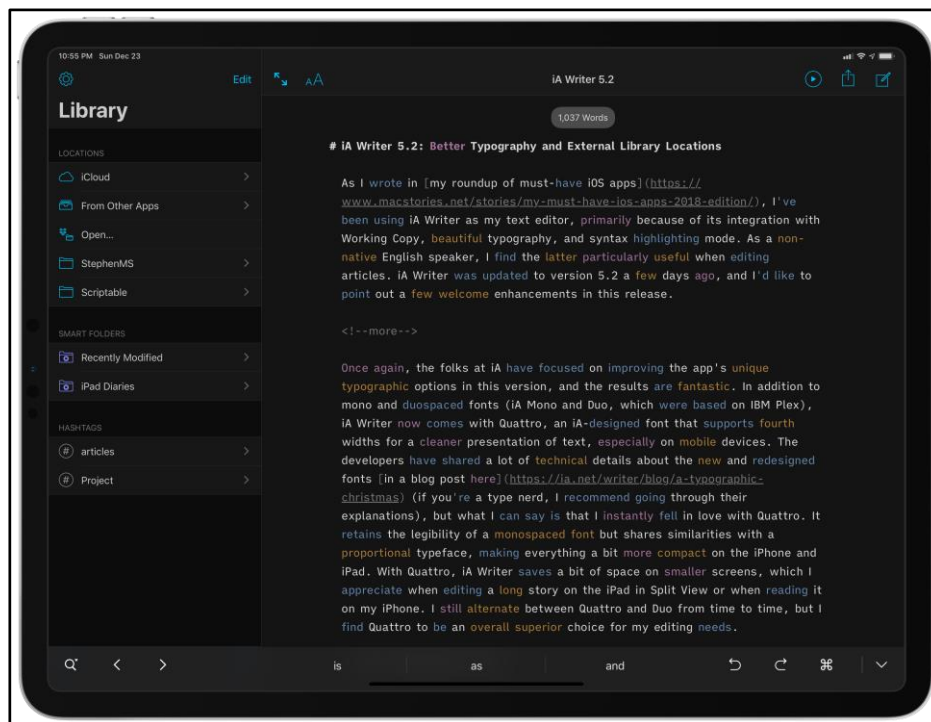 10:55 PM Sun Dec 23
Edit
AA
iA Writer 5.2
Library
1,037 Words
LOCATIONS
iCloud
From Other Apps
Open...
StephenMS
Scriptable
SMART FOLDERS
Recently Modified
iPad Diaries
HASHTAGS
# articles
# Project
# iA Writer 5.2: Better Typography and External Library Locations
As I wrote in [my roundup of must-have iOS apps](https://
www.macstories.net/stories/my-must-have-ios-apps-2018-edition/), I've
been using iA Writer as my text editor, primarily because of its integration with
Working Copy, beautiful typography, and syntax highlighting mode. As a non-
native English speaker, I find the latter particularly useful when editing
articles. iA Writer was updated to version 5.2 a few days ago, and I'd like to
point out a few welcome enhancements in this release.
<!--more-->
Once again, the folks at iA have focused on improving the app's unique
typographic options in this version, and the results are fantastic. In addition to
mono and duospaced fonts (iA Mono and Duo, which were based on IBM Plex),
iA Writer now comes with Quattro, an iA-designed font that supports fourth
widths for a cleaner presentation of text, especially on mobile devices. The
developers have shared a lot of technical details about the new and redesigned
fonts [in a blog post here](https://ia.net/writer/blog/a-typographic-
christmas) (if you're a type nerd, I recommend going through their
explanations), but what I can say is that I instantly fell in love with Quattro. It
retains the legibility of a monospaced font but shares similarities with a
proportional typeface, making everything a bit more compact on the iPhone and
iPad. With Quattro, iA Writer saves a bit of space on smaller screens, which I
appreciate when editing a long story on the iPad in Split View or when reading it
on my iPhone. I still alternate between Quattro and Duo from time to time, but I
find Quattro to be an overall superior choice for my editing needs.
is
as
and